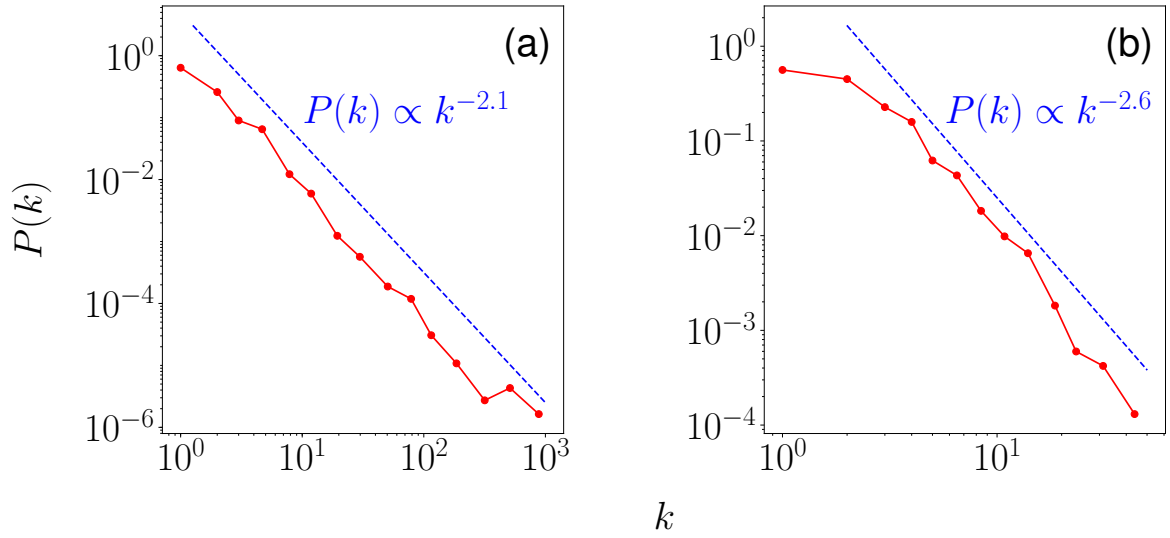 (a)
P(k) ∝ k^{-2.1}
P(k)
10^0
10^{-2}
10^{-4}
10^{-6}
10^0 10^1 10^2 10^3
(b)
P(k) ∝ k^{-2.6}
10^0
10^{-1}
10^{-2}
10^{-3}
10^{-4}
10^0 10^1
k